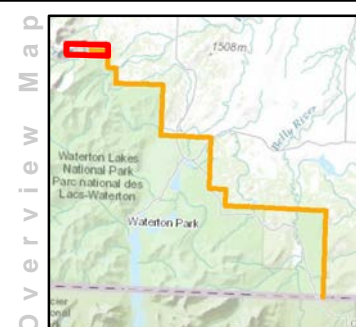 Overview Map
1508m
Belly River
Waterton Lakes
National Park
Parc national des
Lacs-Waterton
Waterton Park